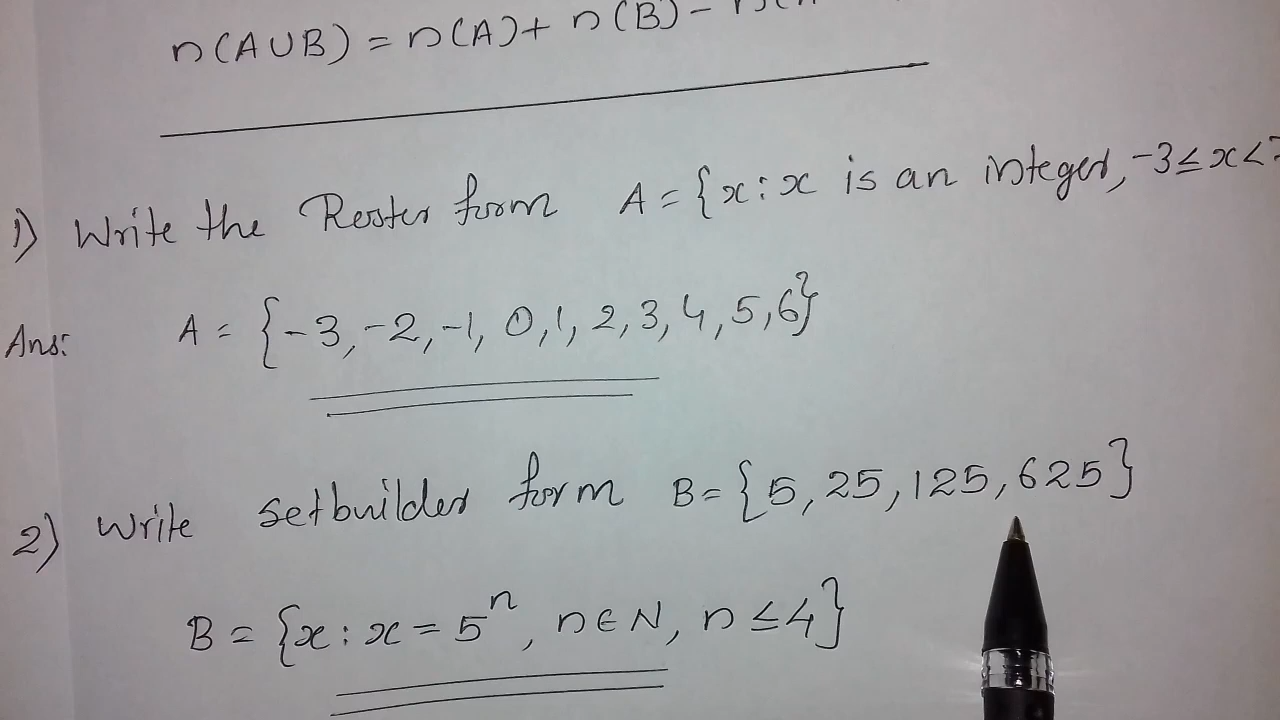 n(A∪B) = n(A) + n(B) -
1) Write the Roster form A = {x : x is an integer, -3 ≤ x <
Ans: A = {-3, -2, -1, 0, 1, 2, 3, 4, 5, 6}
2) Write setbuilder form B = {5, 25, 125, 625}
B = {x : x = 5ⁿ, n∈N, n ≤ 4}